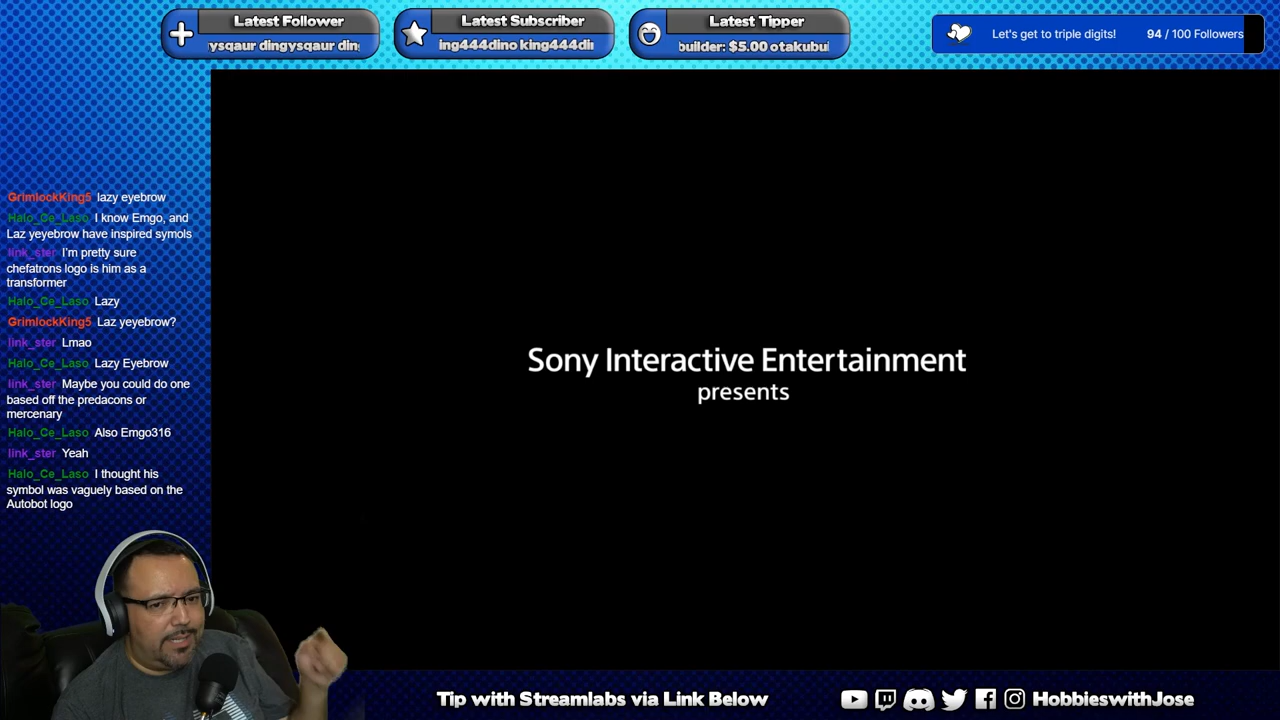 Latest Follower
ysqaur dingysqaur din
Latest Subscriber
ing444dino king444di
Latest Tipper
builder: $5.00 otakubu
Let's get to triple digits!
94 / 100 Followers
GrimlockKing5 lazy eyebrow
Halo_Ce_Laso I know Emgo, and
Laz yeyebrow have inspired symols
link_ster I'm pretty sure
chefatrons logo is him as a
transformer
Halo_Ce_Laso Lazy
GrimlockKing5 Laz yeyebrow?
link_ster Lmao
Halo_Ce_Laso Lazy Eyebrow
link_ster Maybe you could do one
based off the predacons or
mercenary
Halo_Ce_Laso Also Emgo316
link_ster Yeah
Halo_Ce_Laso I thought his
symbol was vaguely based on the
Autobot logo
Sony Interactive Entertainment
presents
Tip with Streamlabs via Link Below
HobbieswithJose